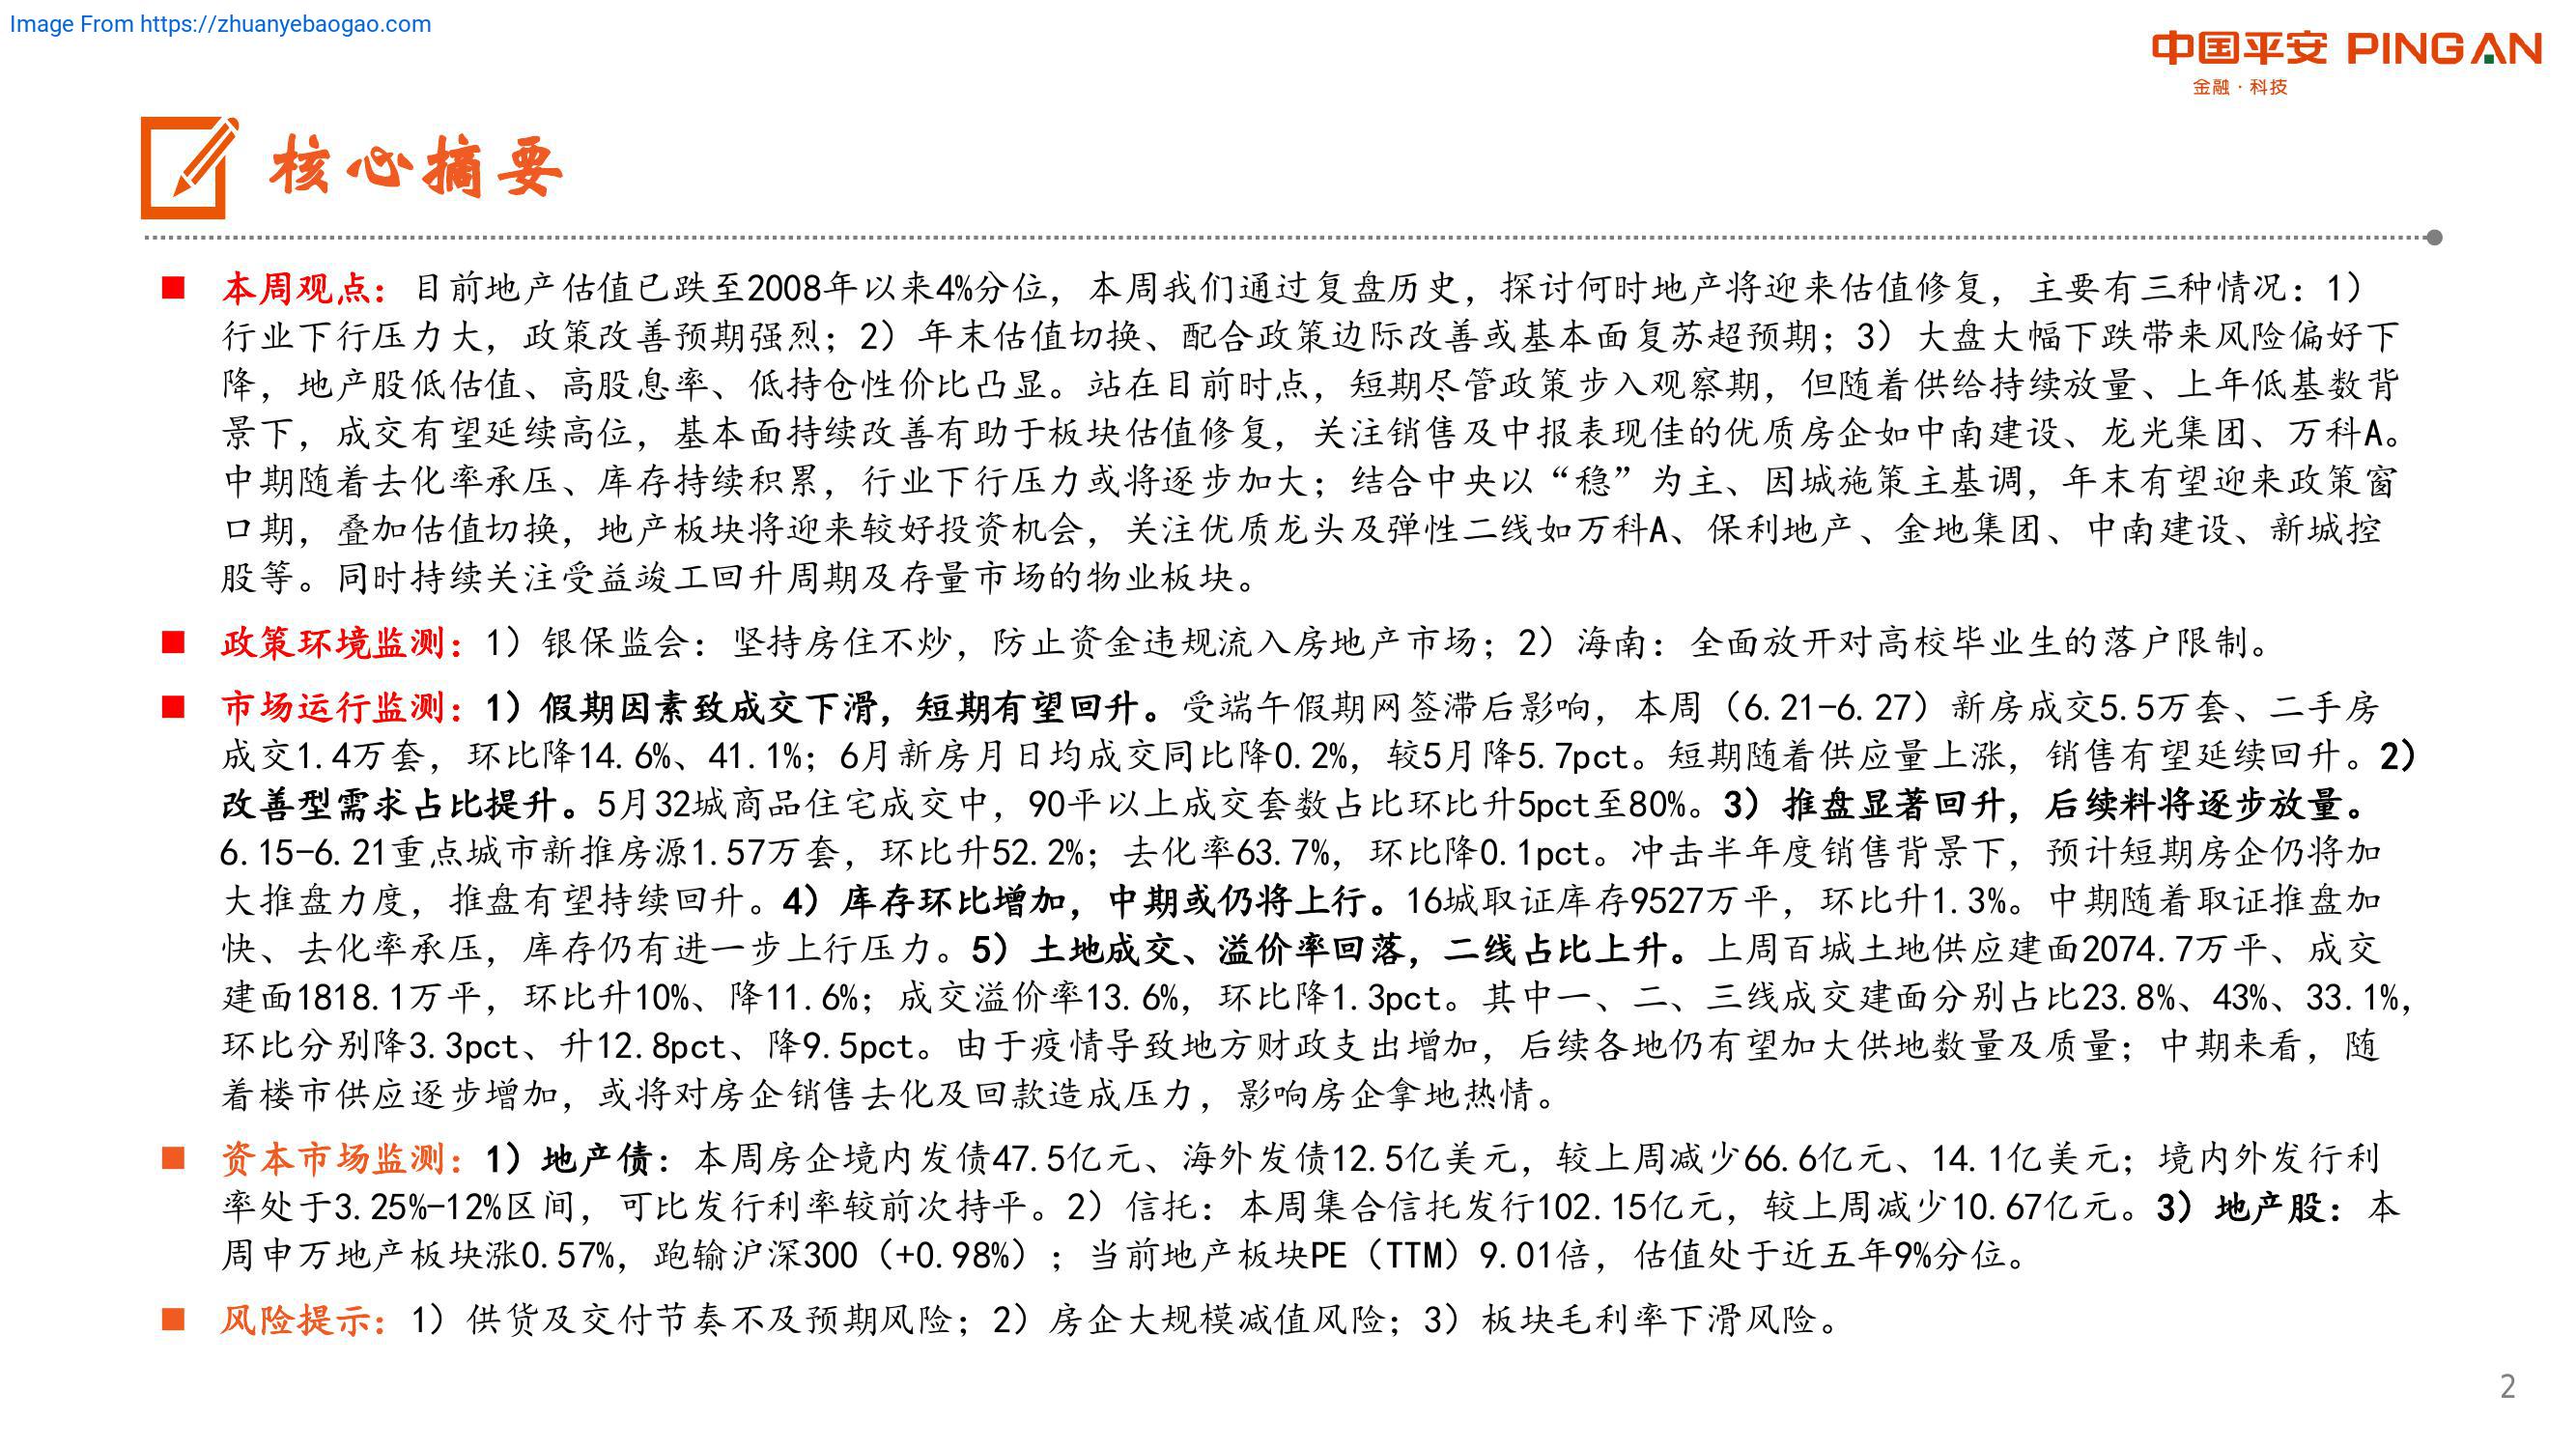 Image From https://zhuanyebaogao.com
中国平安 PING AN
金融·科技
核心摘要
本周观点：目前地产估值已跌至2008年以来4%分位，本周我们通过复盘历史，探讨何时地产将迎来估值修复，主要有三种情况：1）
行业下行压力大，政策改善预期强烈；2）年末估值切换、配合政策边际改善或基本面复苏超预期；3）大盘大幅下跌带来风险偏好下
降，地产股低估值、高股息率、低持仓性价比凸显。站在目前时点，短期尽管政策步入观察期，但随着供给持续放量、上年低基数背
景下，成交有望延续高位，基本面持续改善有助于板块估值修复，关注销售及中报表现佳的优质房企如中南建设、龙光集团、万科A。
中期随着去化率承压、库存持续积累，行业下行压力或将逐步加大；结合中央以“稳”为主、因城施策主基调，年末有望迎来政策窗
口期，叠加估值切换，地产板块将迎来较好投资机会，关注优质龙头及弹性二线如万科A、保利地产、金地集团、中南建设、新城控
股等。同时持续关注受益竣工回升周期及存量市场的物业板块。
政策环境监测：1）银保监会：坚持房住不炒，防止资金违规流入房地产市场；2）海南：全面放开对高校毕业生的落户限制。
市场运行监测：1）假期因素致成交下滑，短期有望回升。受端午假期网签滞后影响，本周（6.21-6.27）新房成交5.5万套、二手房
成交1.4万套，环比降14.6%、41.1%；6月新房月日均成交同比降0.2%，较5月降5.7pct。短期随着供应量上涨，销售有望延续回升。2）
改善型需求占比提升。5月32城商品住宅成交中，90平以上成交套数占比环比升5pct至80%。3）推盘显著回升，后续料将逐步放量。
6.15-6.21重点城市新推房源1.57万套，环比升52.2%；去化率63.7%，环比降0.1pct。冲击半年度销售背景下，预计短期房企仍将加
大推盘力度，推盘有望持续回升。4）库存环比增加，中期或仍将上行。16城取证库存9527万平，环比升1.3%。中期随着取证推盘加
快、去化率承压，库存仍有进一步上行压力。5）土地成交、溢价率回落，二线占比上升。上周百城土地供应建面2074.7万平、成交
建面1818.1万平，环比升10%、降11.6%；成交溢价率13.6%，环比降1.3pct。其中一、二、三线成交建面分别占比23.8%、43%、33.1%，
环比分别降3.3pct、升12.8pct、降9.5pct。由于疫情导致地方财政支出增加，后续各地仍有望加大供地数量及质量；中期来看，随
着楼市供应逐步增加，或将对房企销售去化及回款造成压力，影响房企拿地热情。
资本市场监测：1）地产债：本周房企境内发债47.5亿元、海外发债12.5亿美元，较上周减少66.6亿元、14.1亿美元；境内外发行利
率处于3.25%-12%区间，可比发行利率较前次持平。2）信托：本周集合信托发行102.15亿元，较上周减少10.67亿元。3）地产股：本
周申万地产板块涨0.57%，跑输沪深300（+0.98%）；当前地产板块PE（TTM）9.01倍，估值处于近五年9%分位。
风险提示：1）供货及交付节奏不及预期风险；2）房企大规模减值风险；3）板块毛利率下滑风险。
2